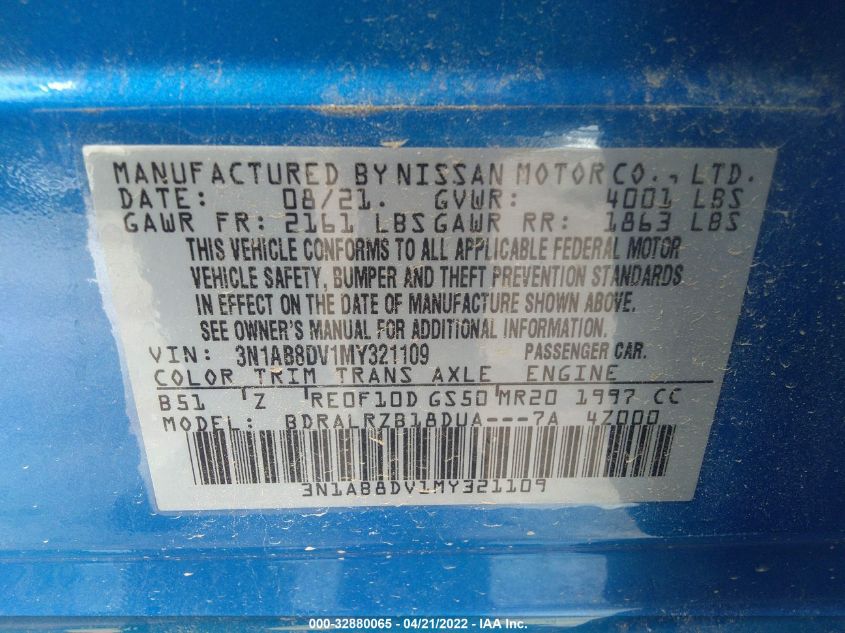 MANUFACTURED BY NISSAN MOTOR CO., LTD.
DATE: 08/21. GVWR: 4001 LBS
GAWR FR: 2161 LBS GAWR RR: 1863 LBS
THIS VEHICLE CONFORMS TO ALL APPLICABLE FEDERAL MOTOR
VEHICLE SAFETY, BUMPER AND THEFT PREVENTION STANDARDS
IN EFFECT ON THE DATE OF MANUFACTURE SHOWN ABOVE.
SEE OWNER'S MANUAL FOR ADDITIONAL INFORMATION.
VIN: 3N1AB8DV1MY321109 PASSENGER CAR.
COLOR TRIM TRANS AXLE ENGINE
B51 Z RE0F10D GS50 MR20 1997 CC
MODEL: BDRALRZB18DUA---7A 4Z000
3N1AB8DV1MY321109
000-32880065 - 04/21/2022 - IAA Inc.